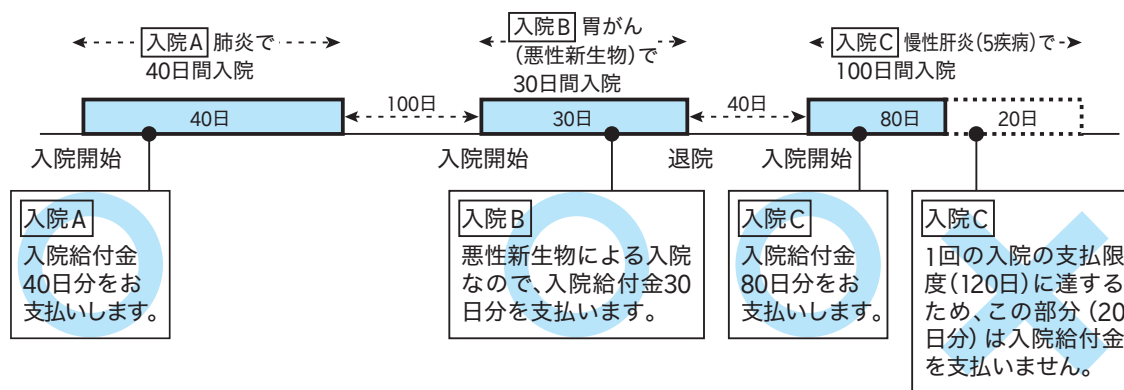 入院A 肺炎で
40日間入院
入院B 胃がん
(悪性新生物)で
30日間入院
入院C 慢性肝炎(5疾病)で
100日間入院
40日
100日
30日
40日
80日
20日
入院開始
入院開始
退院
入院開始
入院A
入院給付金
40日分をお
支払いします。
入院B
悪性新生物による入院
なので、入院給付金30
日分を支払います。
入院C
入院給付金
80日分をお
支払いします。
入院C
1回の入院の支払限
度(120日)に達する
ため、この部分(20
日分)は入院給付金
を支払いません。